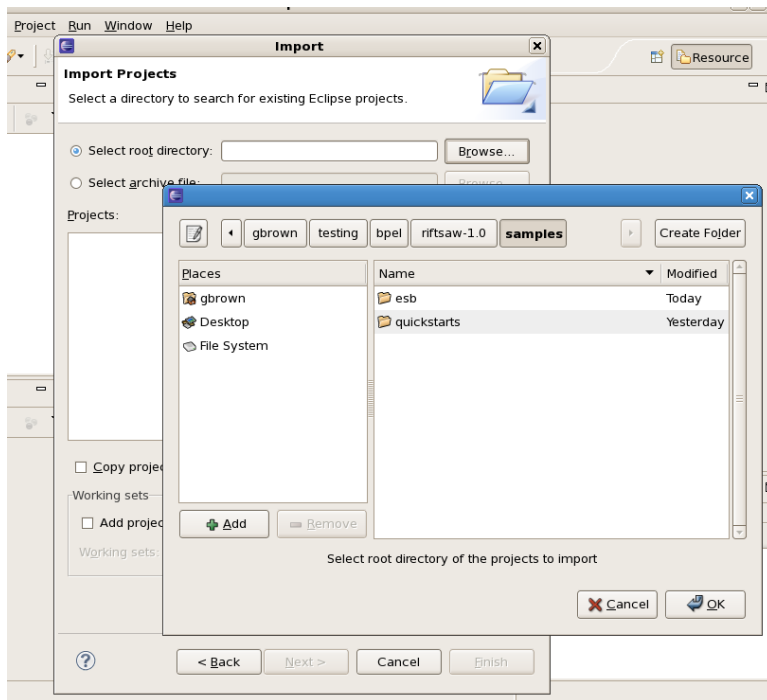 Project Run Window Help
Import
Resource
Import Projects
Select a directory to search for existing Eclipse projects.
Select root directory:
Browse...
Select archive file:
Browse...
Projects:
gbrown
testing
bpel
riftsaw-1.0
samples
Create Folder
Places
Name
Modified
gbrown
esb
Today
Desktop
quickstarts
Yesterday
File System
Copy projec
Working sets
Add projec
Working sets:
Add
Remove
Select root directory of the projects to import
Cancel
OK
?
< Back
Next >
Cancel
Finish